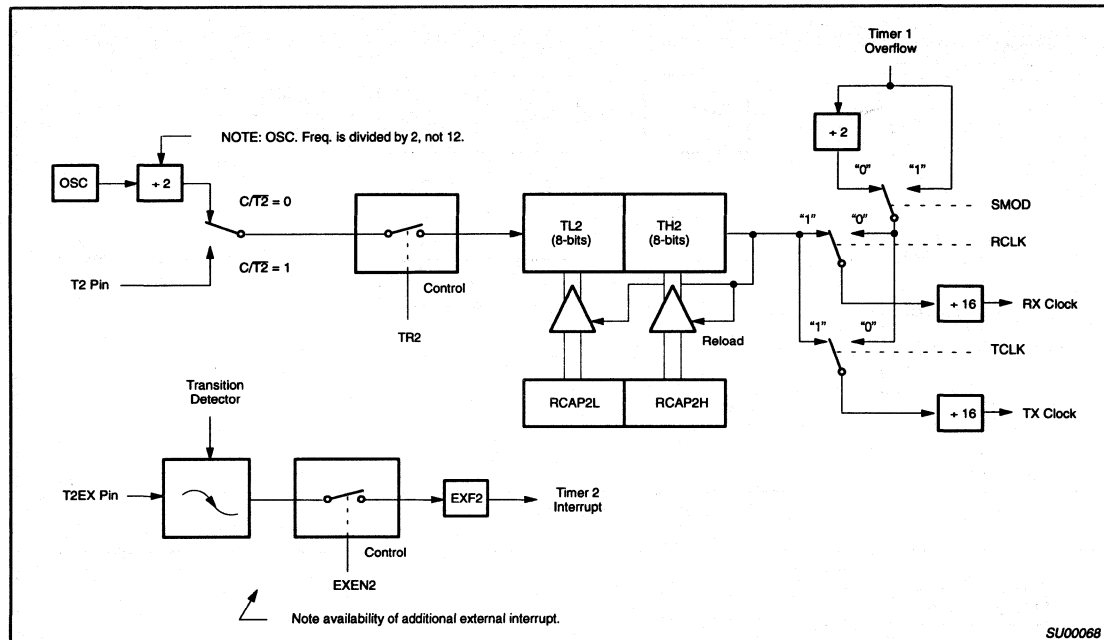 Timer 1
Overflow
÷ 2
NOTE: OSC. Freq. is divided by 2, not 12.
"0"
"1"
OSC
÷ 2
SMOD
C/T2̅ = 0
TL2
(8-bits)
TH2
(8-bits)
"1"
"0"
RCLK
C/T2̅ = 1
T2 Pin
Control
÷ 16
RX Clock
TR2
Reload
"1"
"0"
TCLK
Transition
Detector
RCAP2L
RCAP2H
÷ 16
TX Clock
T2EX Pin
EXF2
Timer 2
Interrupt
Control
EXEN2
Note availability of additional external interrupt.
SU00068